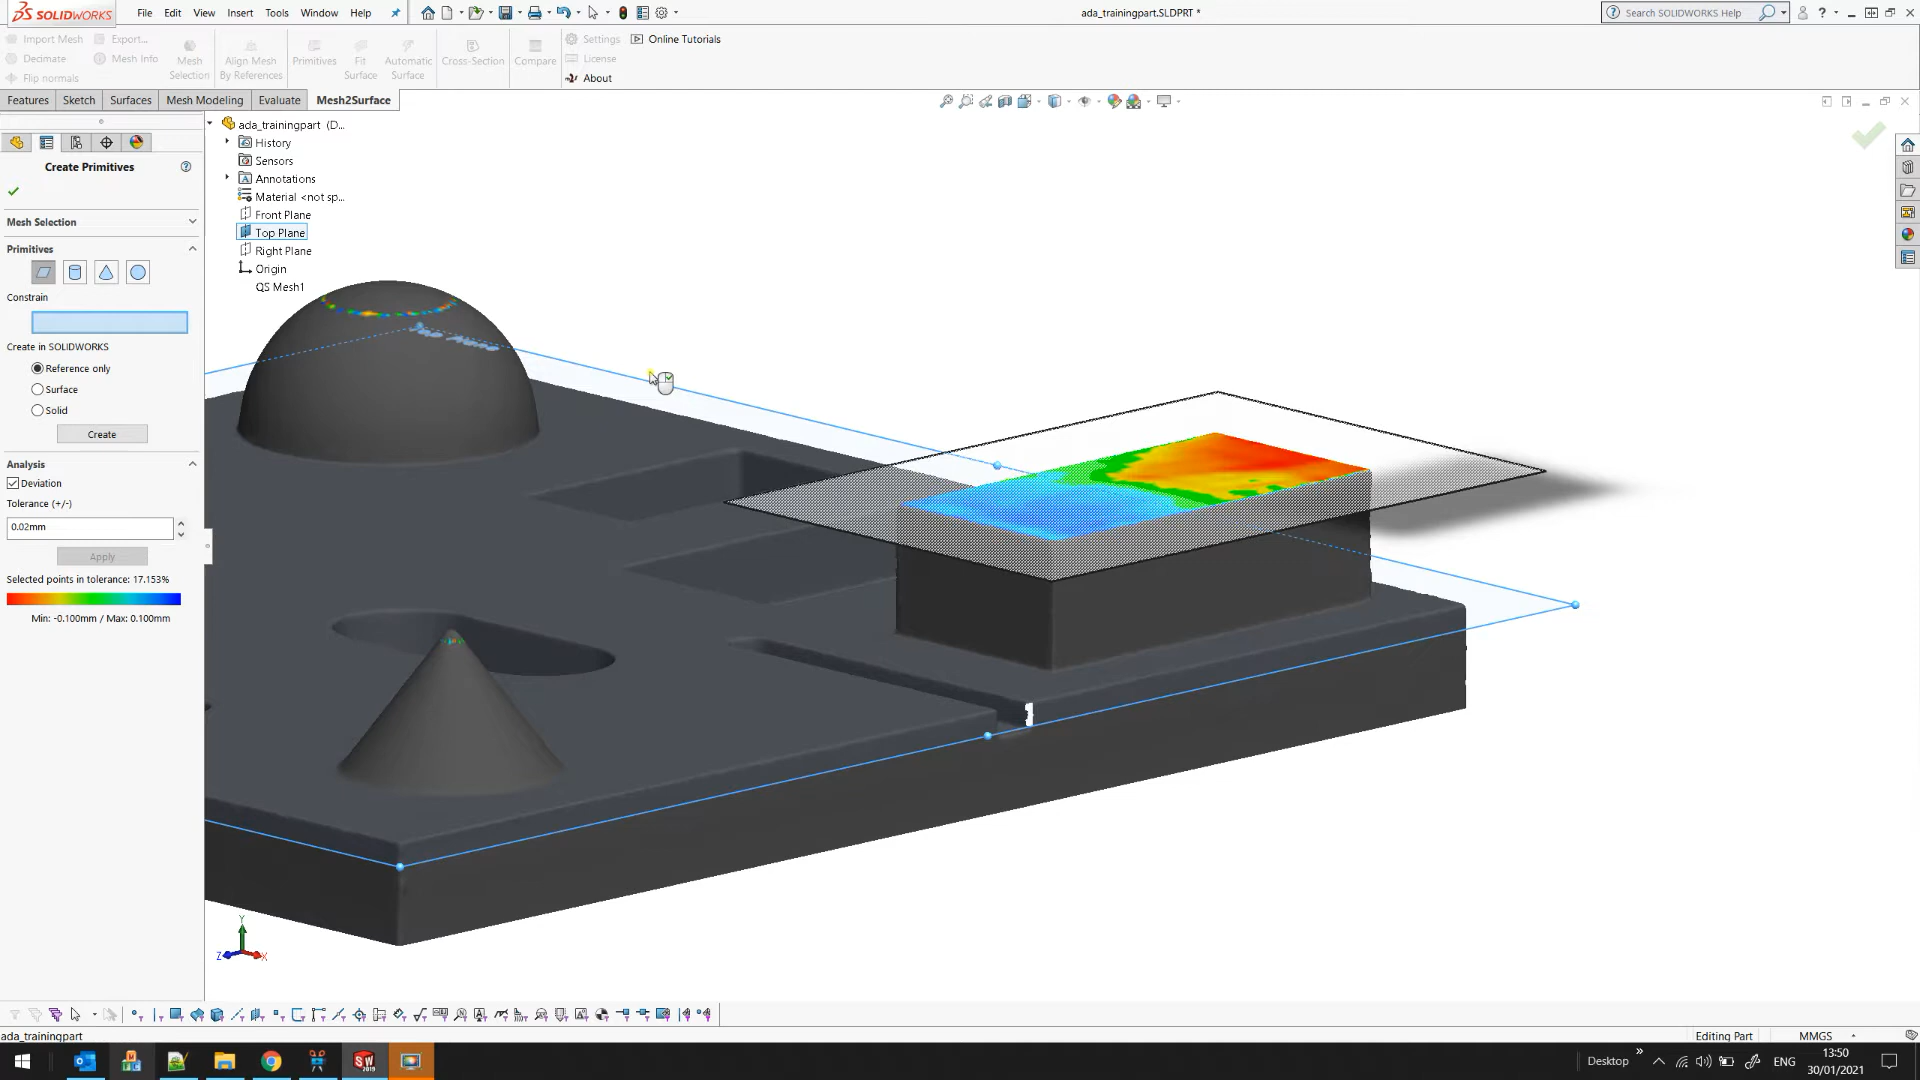 SOLIDWORKS File Edit View Insert Tools Window Help
ada_trainingpart.SLDPRT *
Search SOLIDWORKS Help
Import Mesh Export...
Decimate Mesh Info
Flip normals
Mesh Selection
Align Mesh By References
Primitives
Fit Surface
Automatic Surface
Cross-Section
Compare
Settings Online Tutorials
License
About
Features Sketch Surfaces Mesh Modeling Evaluate Mesh2Surface
Create Primitives
Mesh Selection
Primitives
Constrain
Create in SOLIDWORKS
Reference only
Surface
Solid
Create
Analysis
Deviation
Tolerance (+/-)
0.02mm
Apply
Selected points in tolerance: 17.153%
Min: -0.100mm / Max: 0.100mm
ada_trainingpart (D...
History
Sensors
Annotations
Material <not sp...
Front Plane
Top Plane
Right Plane
Origin
QS Mesh1
Y
Z
X
ada_trainingpart
Editing Part
MMGS
Desktop
ENG
13:50
30/01/2021